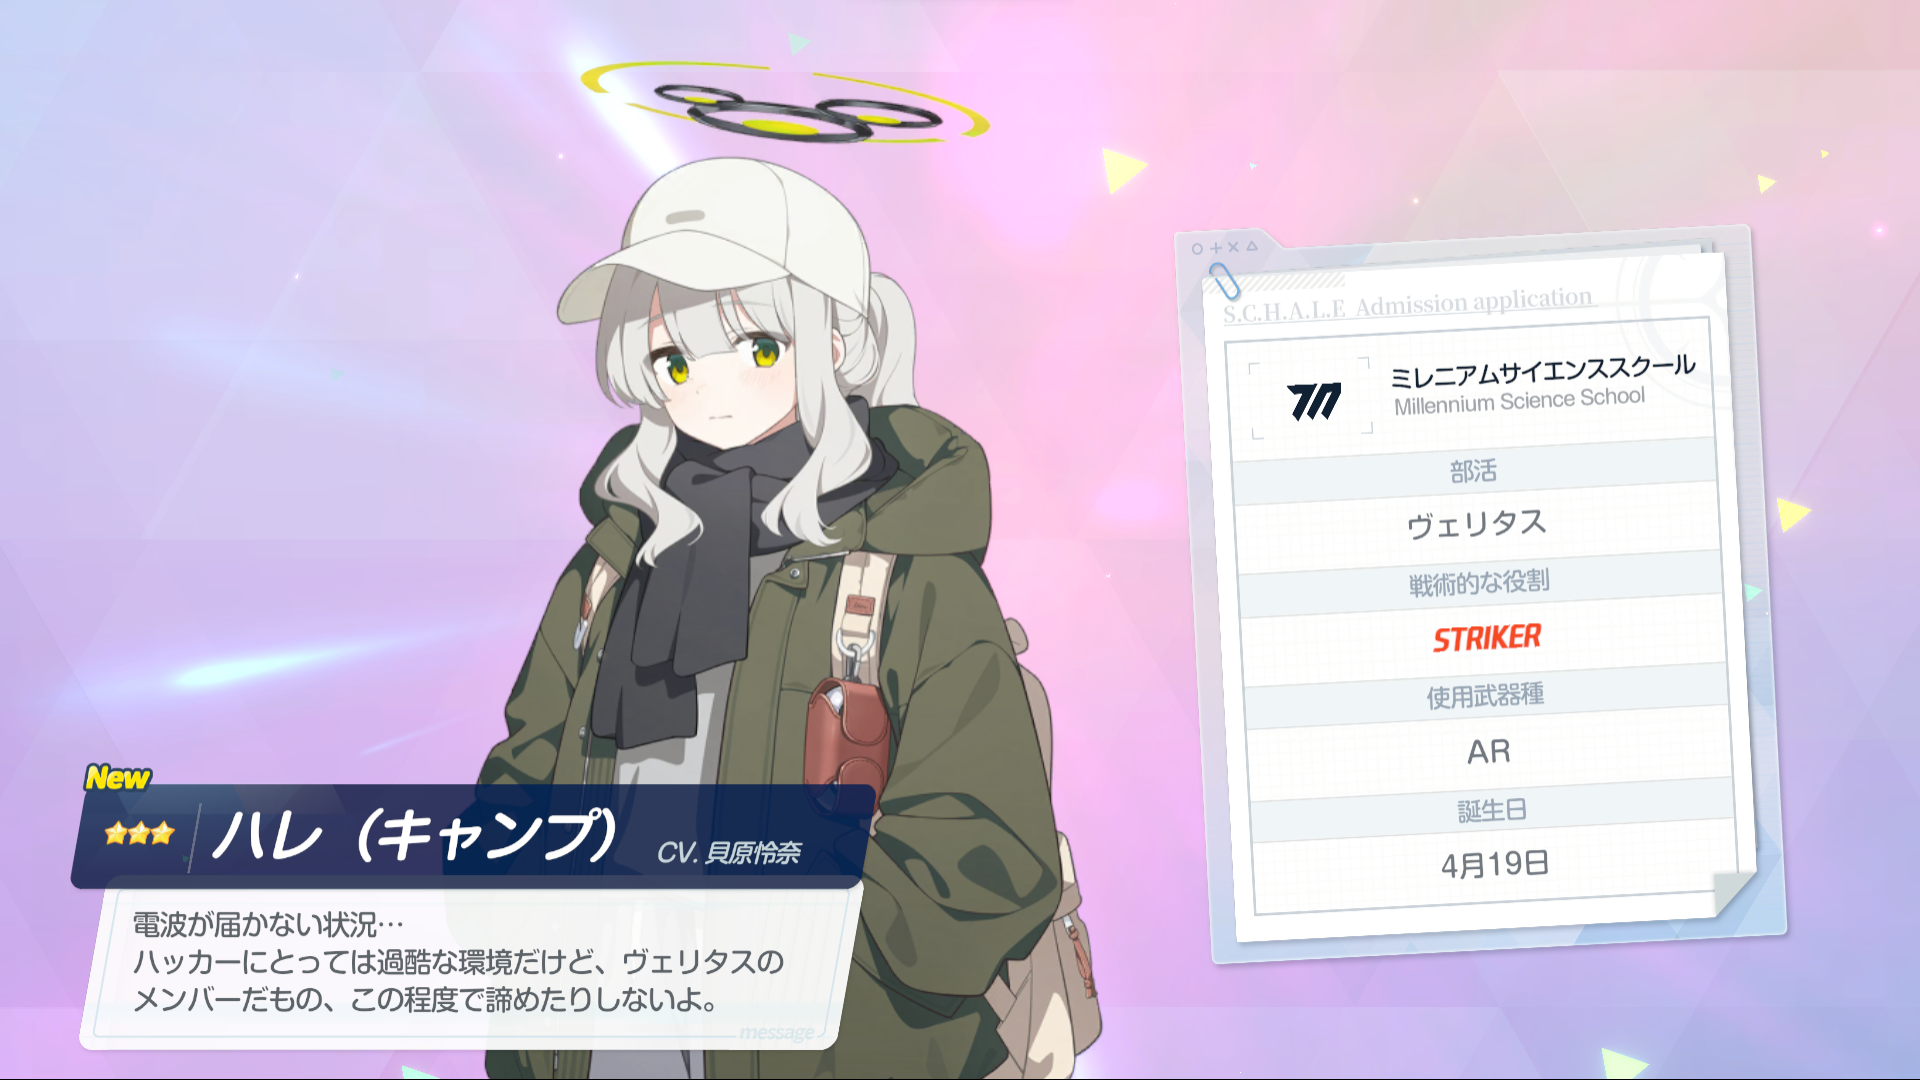 New
ハレ（キャンプ）
CV. 貝原怜奈
電波が届かない状況…
ハッカーにとっては過酷な環境だけど、ヴェリタスの
メンバーだもの、この程度で諦めたりしないよ。
message
S.C.H.A.L.E Admission application
ミレニアムサイエンススクール
Millennium Science School
部活
ヴェリタス
戦術的な役割
STRIKER
使用武器種
AR
誕生日
4月19日